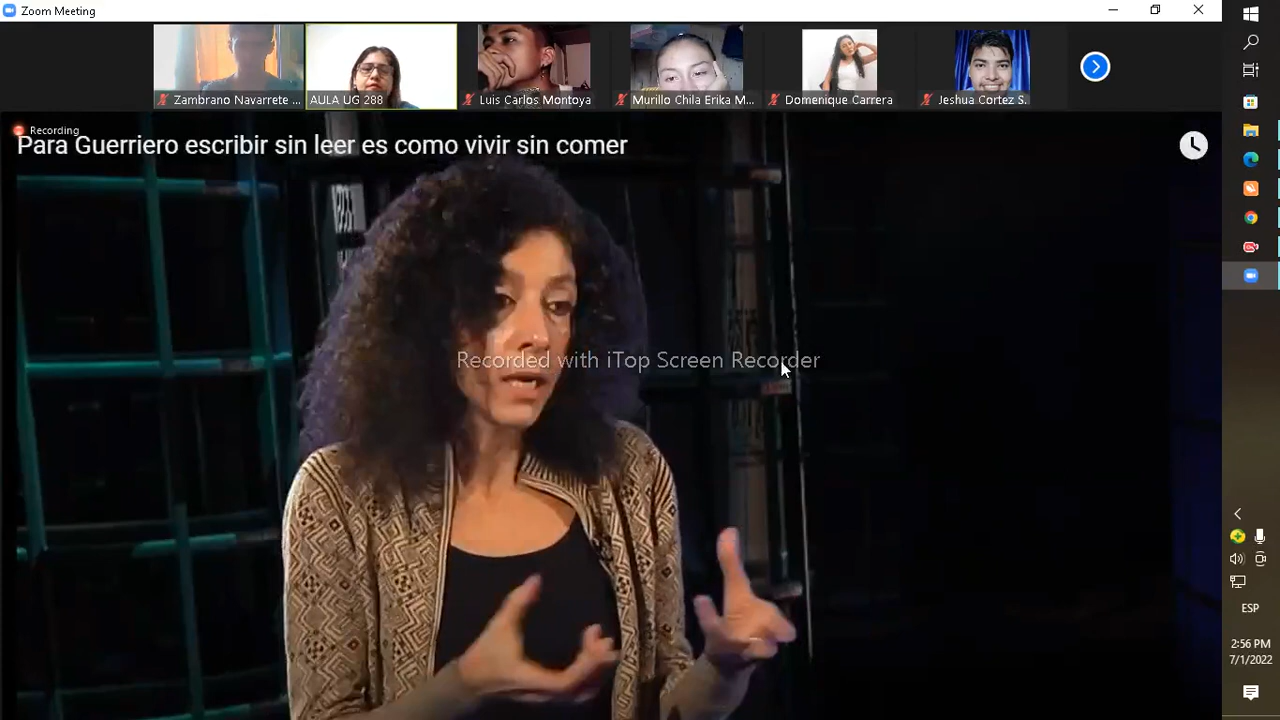 Zoom Meeting
Zambrano Navarrete ...
AULA UG 288
Luis Carlos Montoya
Murillo Chila Erika M...
Domenique Carrera
Jeshua Cortez S.
Recording
Para Guerriero escribir sin leer es como vivir sin comer
Recorded with iTop Screen Recorder
ESP
2:56 PM
7/1/2022